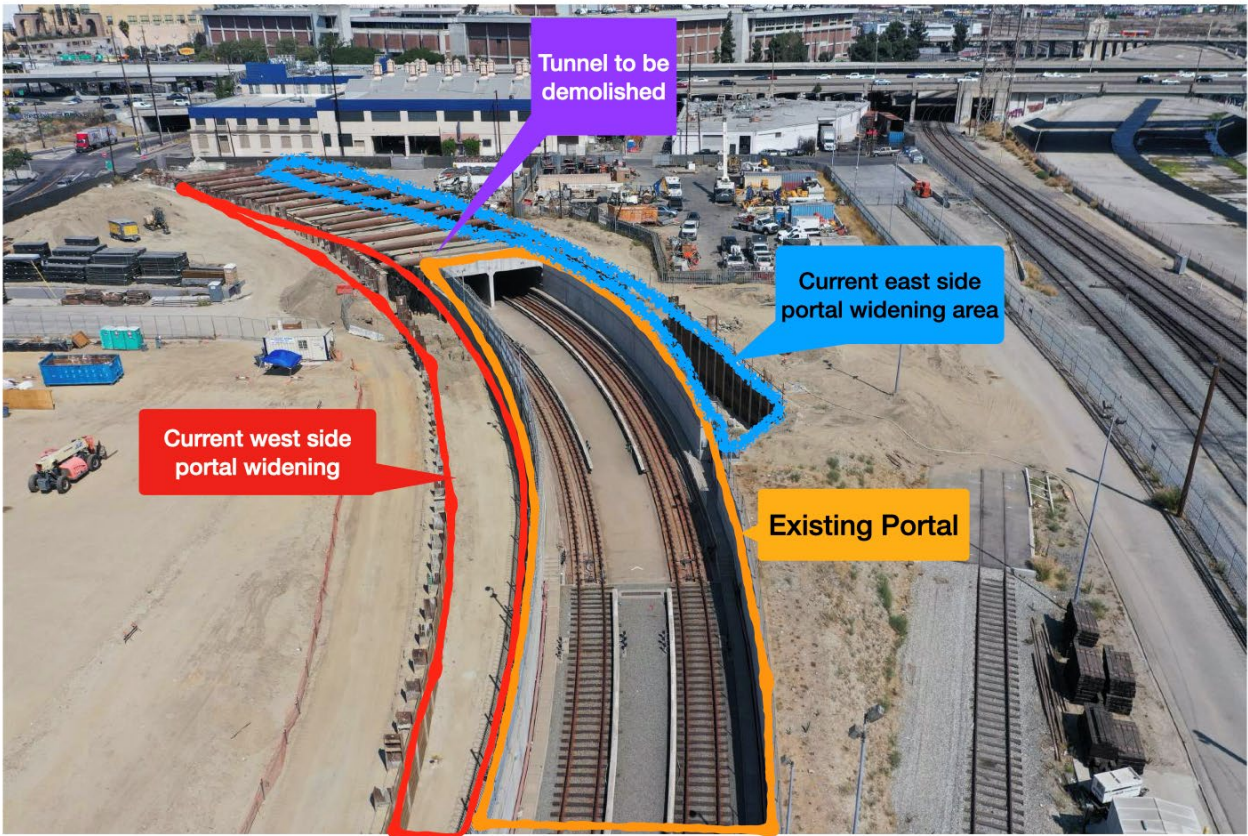 Tunnel to be
demolished
Current east side
portal widening area
Current west side
portal widening
Existing Portal